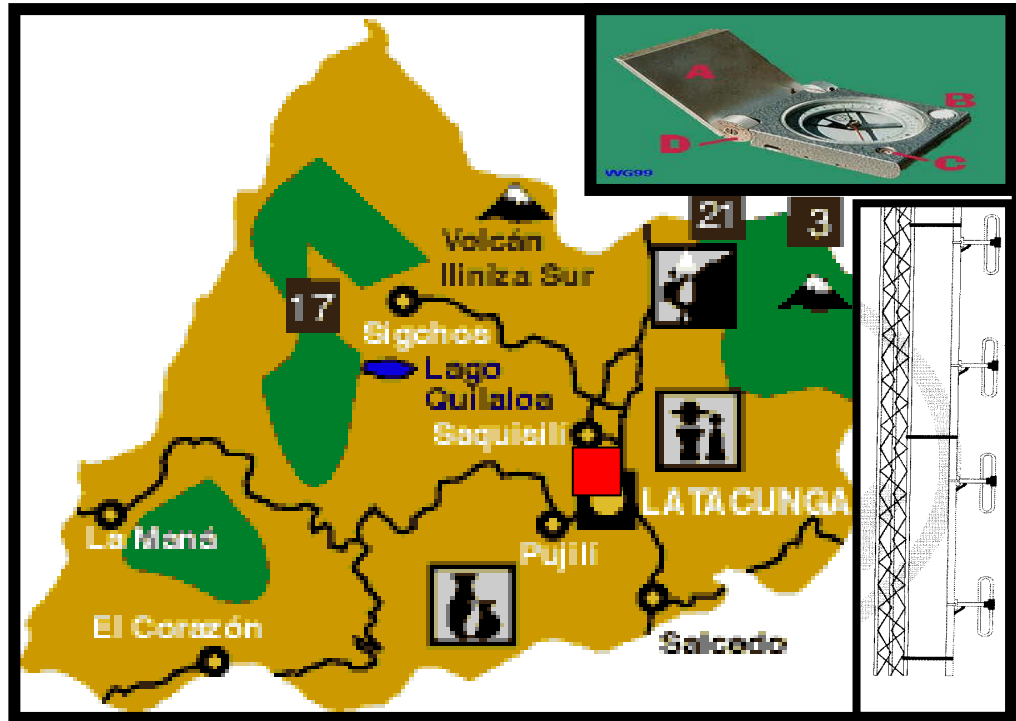 A
B
D
C
WG99
21
3
Volcán
Iliniza Sur
17
Sigchos
Lago
Quilaloa
Saquisilí
LATACUNGA
La Maná
Pujilí
El Corazón
Salcedo